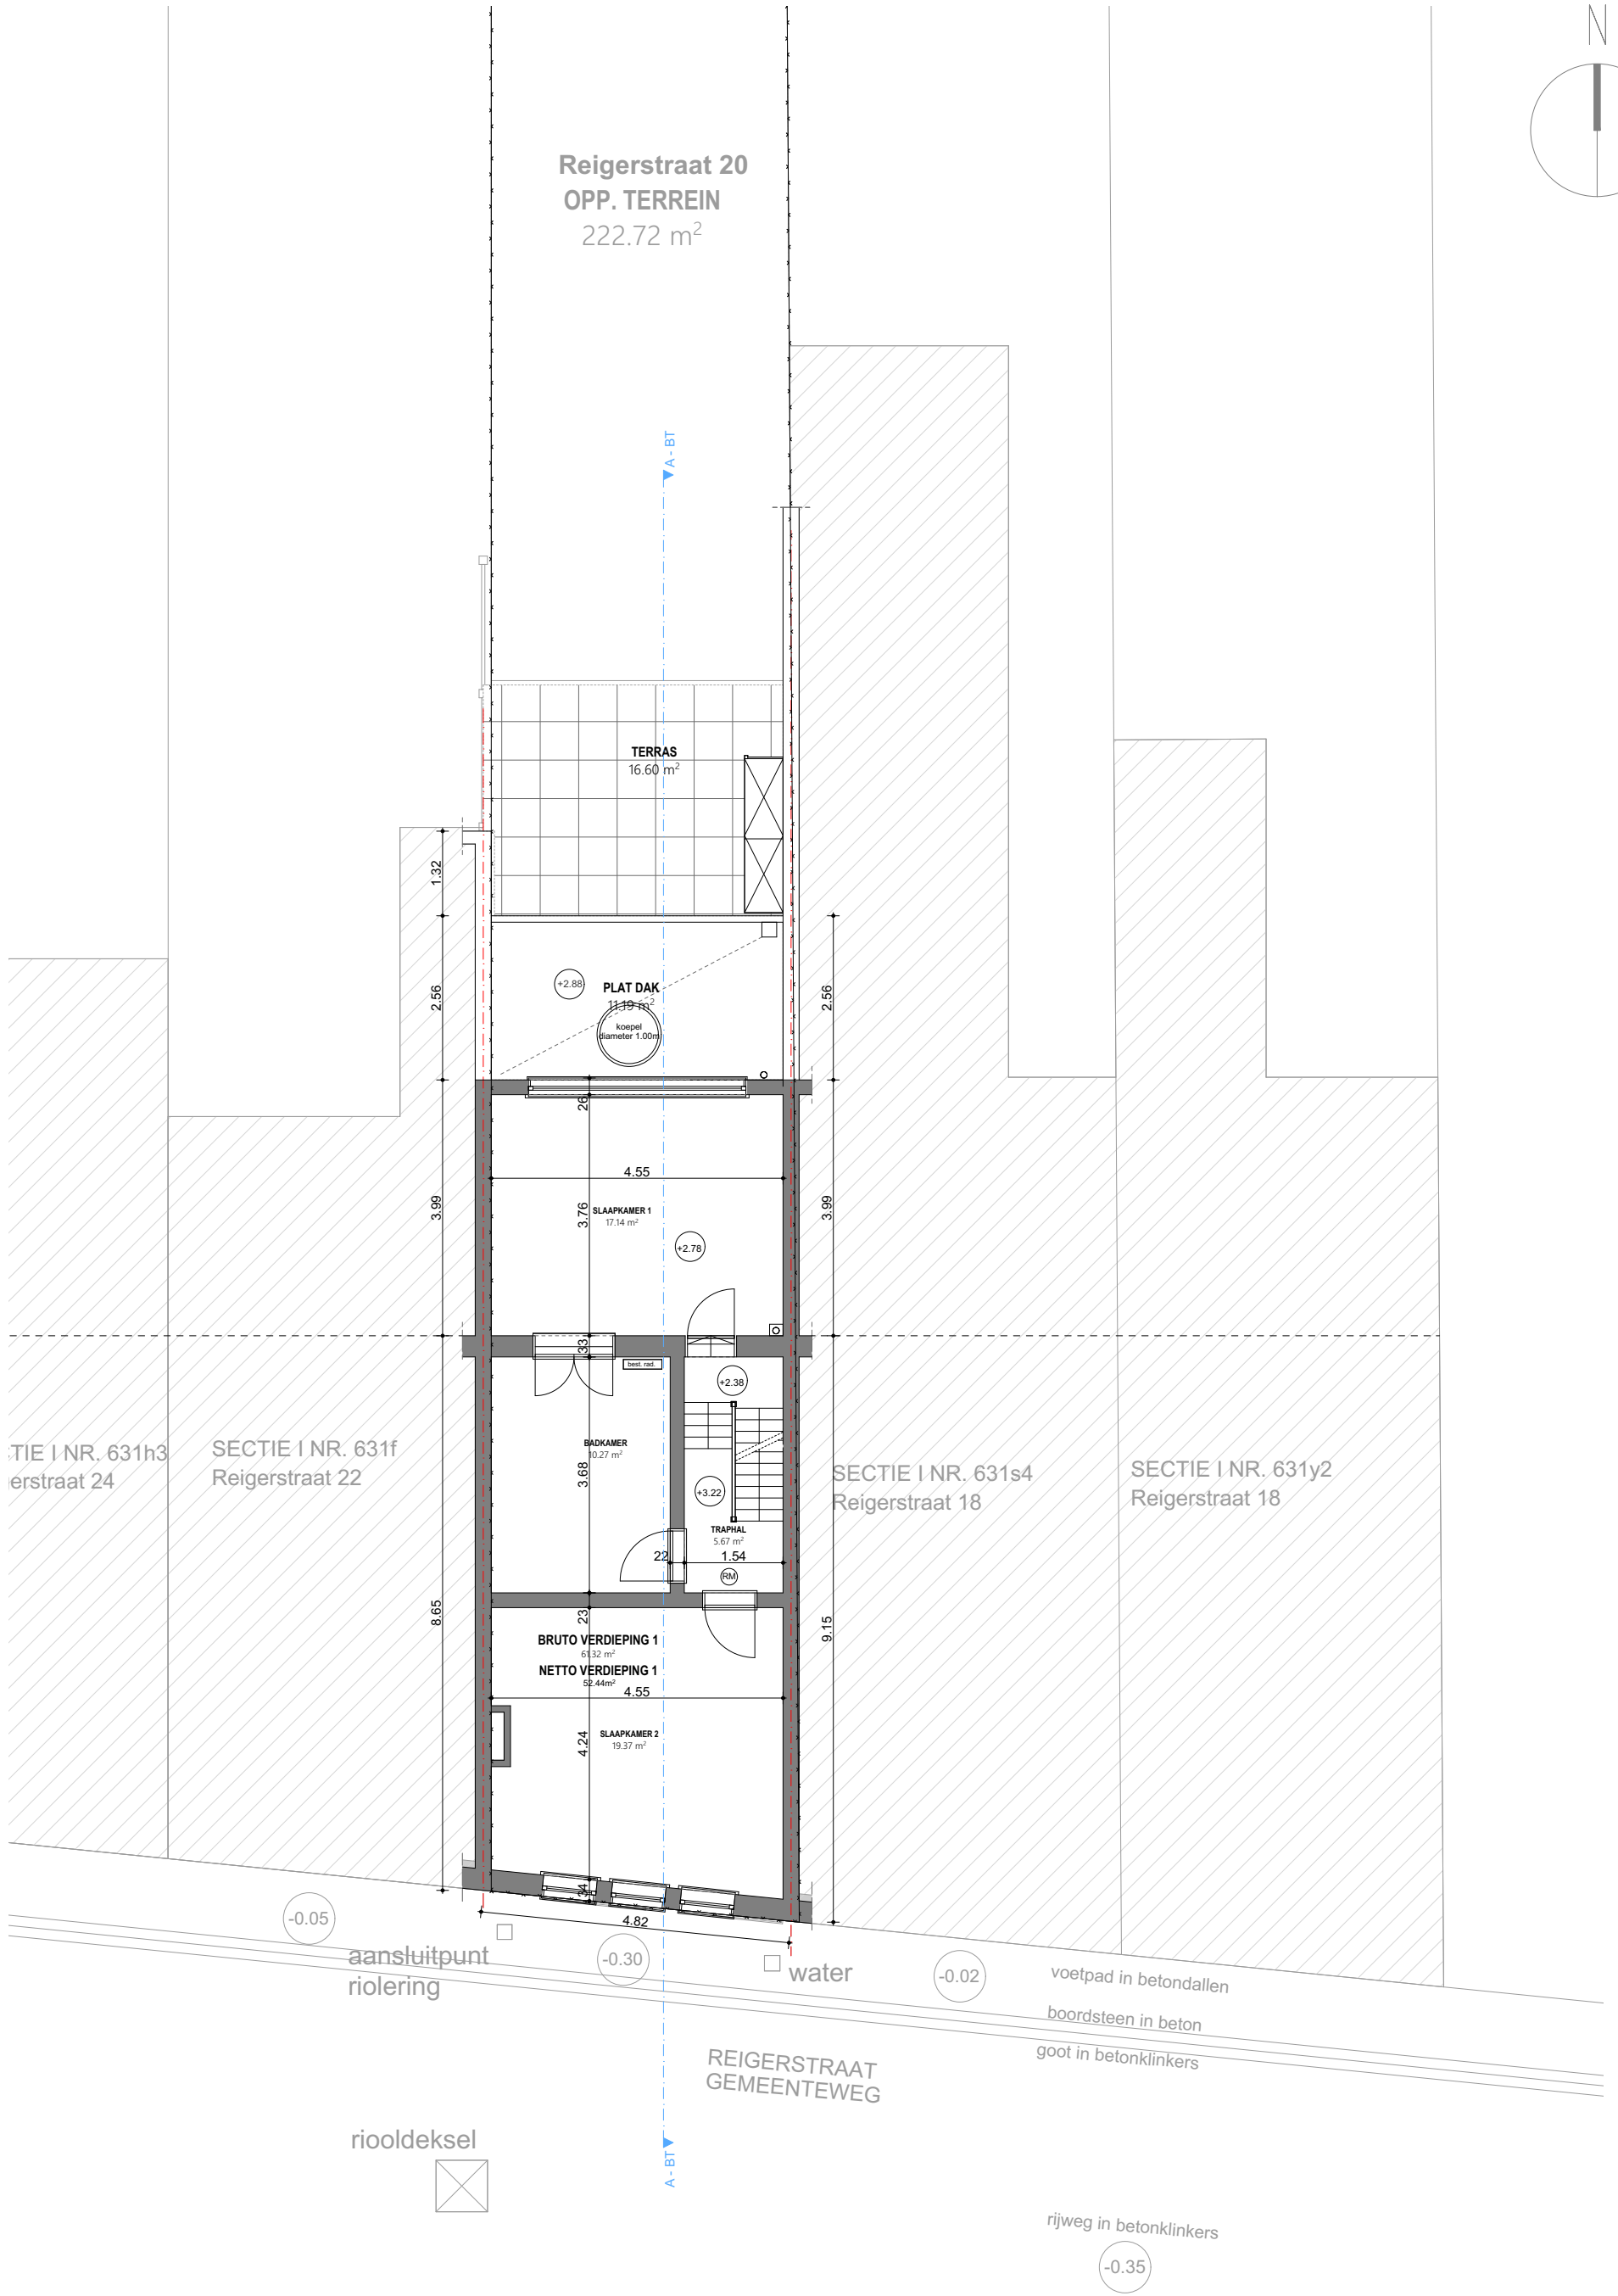 N
Reigerstraat 20
OPP. TERREIN
222.72 m²
A - BT
TERRAS
16.60 m²
1.32
2.56
2.56
+2.88
PLAT DAK
11.19 m²
koepel
diameter 1.00m
26
4.55
3.99
3.76
SLAAPKAMER 1
17.14 m²
3.99
+2.78
33
best. rad.
+2.38
BADKAMER
10.27 m²
3.68
+3.22
TRAPHAL
5.67 m²
22
1.54
RM
TIE I NR. 631h3
erstraat 24
SECTIE I NR. 631f
Reigerstraat 22
SECTIE I NR. 631s4
Reigerstraat 18
SECTIE I NR. 631y2
Reigerstraat 18
8.65
23
9.15
BRUTO VERDIEPING 1
61.32 m²
NETTO VERDIEPING 1
52.44m²
4.55
4.24
SLAAPKAMER 2
19.37 m²
34
4.82
-0.05
aansluitpunt
riolering
-0.30
water
-0.02
voetpad in betondallen
boordsteen in beton
goot in betonklinkers
REIGERSTRAAT
GEMEENTEWEG
riooldeksel
A - BT
rijweg in betonklinkers
-0.35